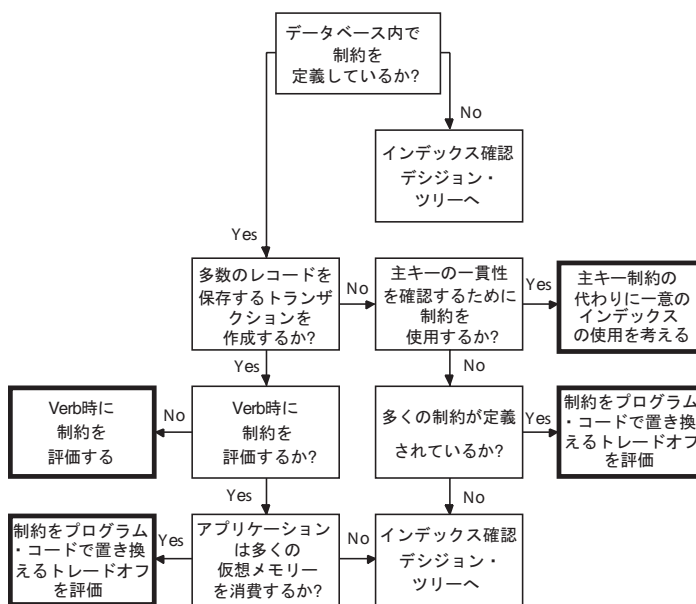 データベース内で
制約を
定義しているか?
No
インデックス確認
デシジョン・
ツリーへ
Yes
多数のレコードを
保存するトランザ
クションを
作成するか?
No
主キーの一貫性
を確認するために
制約を
使用するか?
Yes
主キー制約の
代わりに一意の
インデックス
の使用を考える
Yes
No
Verb時に
制約を
評価する
No
Verb時に
制約を
評価するか?
多くの制約が定義
されているか?
Yes
制約をプログラム
・コードで置き換
えるトレードオフ
を評価
Yes
No
制約をプログラム
・コードで置き換
えるトレードオフ
を評価
Yes
アプリケーション
は多くの
仮想メモリー
を消費するか?
No
インデックス確認
デシジョン・
ツリーへ